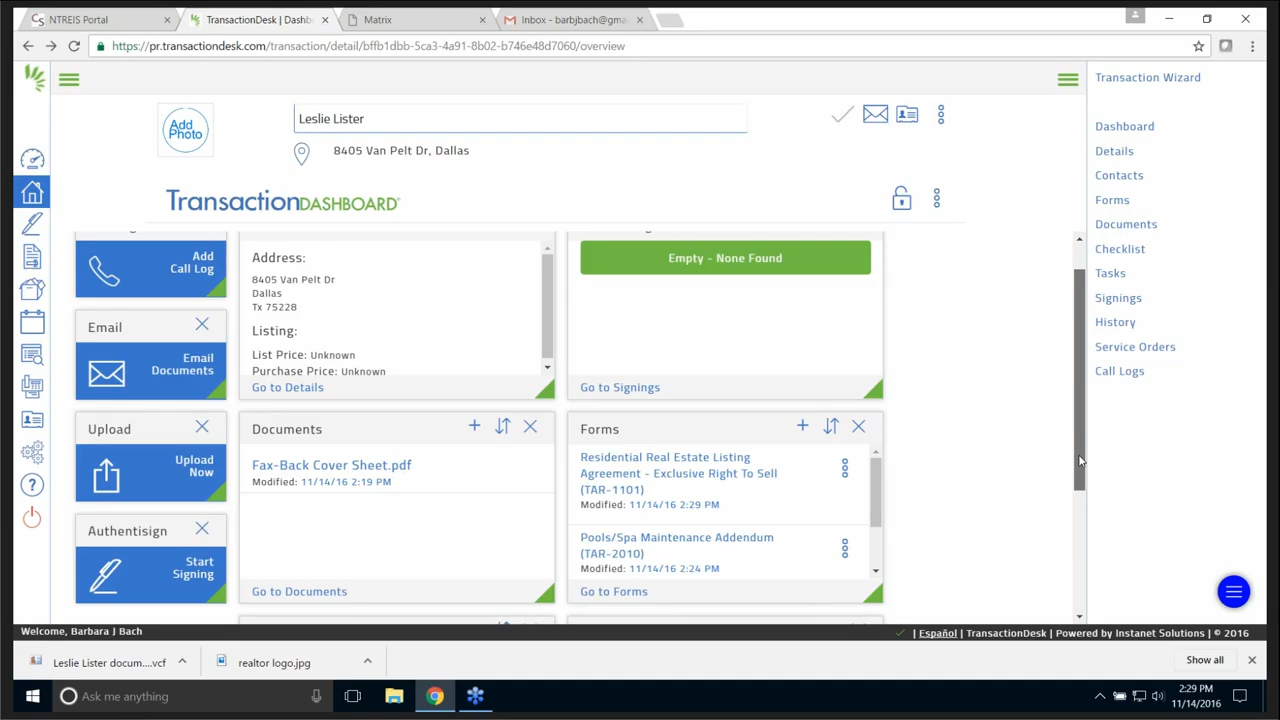 NTREIS Portal
TransactionDesk | Dashb
Matrix
Inbox - barbjbach@gma
https://pr.transactiondesk.com/transaction/detail/bffb1dbb-5ca3-4a91-8b02-b746e48d7060/overview
Transaction Wizard
Add
Photo
Leslie Lister
8405 Van Pelt Dr, Dallas
TransactionDASHBOARD
Dashboard
Details
Contacts
Forms
Documents
Checklist
Tasks
Signings
History
Service Orders
Call Logs
Add
Call Log
Address:
8405 Van Pelt Dr
Dallas
Tx 75228
Listing:
List Price: Unknown
Purchase Price: Unknown
Go to Details
Empty - None Found
Go to Signings
Email
Email
Documents
Upload
Upload
Now
Authentisign
Start
Signing
Documents
Fax-Back Cover Sheet.pdf
Modified: 11/14/16 2:19 PM
Go to Documents
Forms
Residential Real Estate Listing
Agreement - Exclusive Right To Sell
(TAR-1101)
Modified: 11/14/16 2:29 PM
Pools/Spa Maintenance Addendum
(TAR-2010)
Modified: 11/14/16 2:24 PM
Go to Forms
Welcome, Barbara J Bach
| Español | TransactionDesk | Powered by Instanet Solutions | © 2016
Leslie Lister docum....vcf
realtor logo.jpg
Show all
Ask me anything
2:29 PM
11/14/2016